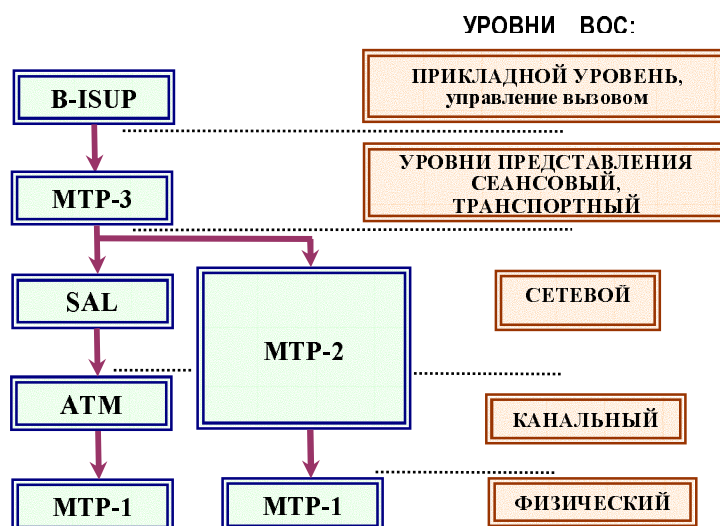 УРОВНИ ВОС:
B-ISUP
ПРИКЛАДНОЙ УРОВЕНЬ,
управление вызовом
MTP-3
УРОВНИ ПРЕДСТАВЛЕНИЯ
СЕАНСОВЫЙ,
ТРАНСПОРТНЫЙ
SAL
MTP-2
СЕТЕВОЙ
ATM
КАНАЛЬНЫЙ
MTP-1
MTP-1
ФИЗИЧЕСКИЙ